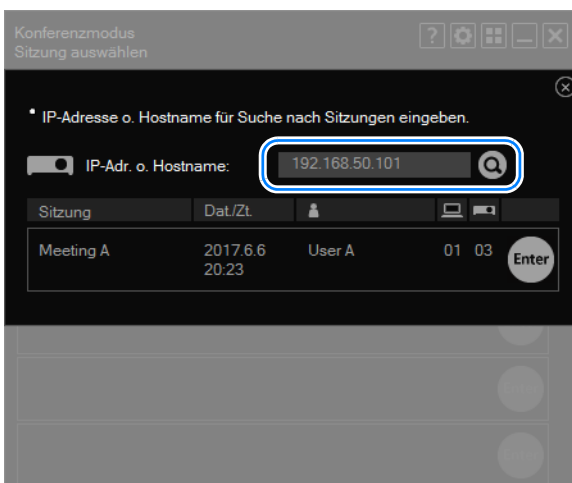 Konferenzmodus
Sitzung auswählen
?
IP-Adresse o. Hostname für Suche nach Sitzungen eingeben.
IP-Adr. o. Hostname: 192.168.50.101
Sitzung Dat./Zt.
Meeting A 2017.6.6 User A 01 03 Enter
20:23